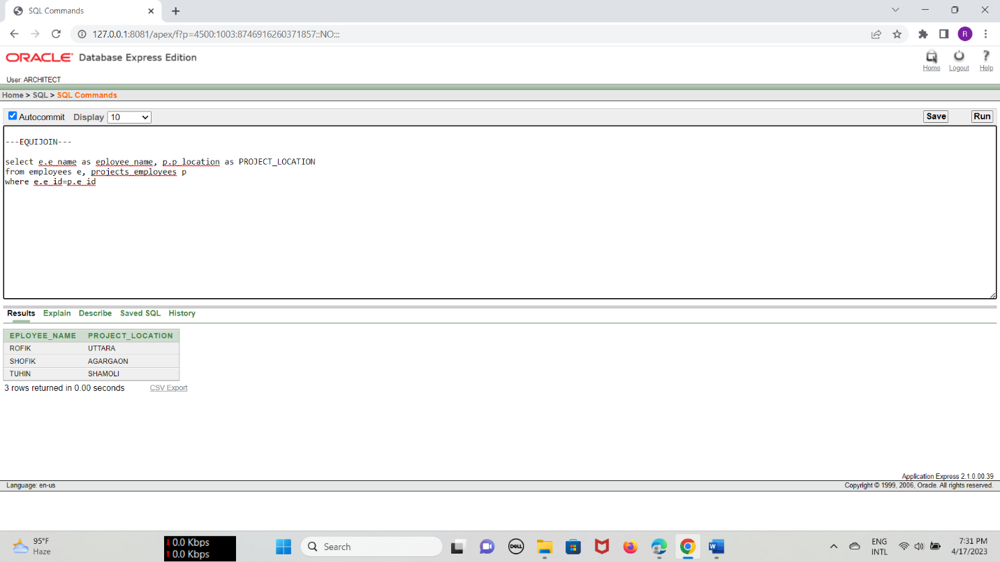 SQL Commands
127.0.0.1:8081/apex/f?p=4500:1003:8746916260371857::NO:::
R
ORACLE Database Express Edition
Home Logout Help
User: ARCHITECT
Home > SQL > SQL Commands
Autocommit Display 10 Save Run
---EQUIJOIN---
select e.e_name as eployee_name, p.p_location as PROJECT_LOCATION
from employees e, projects_employees p
where e.e_id=p.e_id
Results Explain Describe Saved SQL History
EPLOYEE_NAME PROJECT_LOCATION
ROFIK UTTARA
SHOFIK AGARGAON
TUHIN SHAMOLI
3 rows returned in 0.00 seconds CSV Export
Application Express 2.1.0.00.39
Language: en-us Copyright © 1999, 2006, Oracle. All rights reserved.
95°F
Haze
0.0 Kbps
0.0 Kbps
Search
DELL
W
ENG
INTL
7:31 PM
4/17/2023